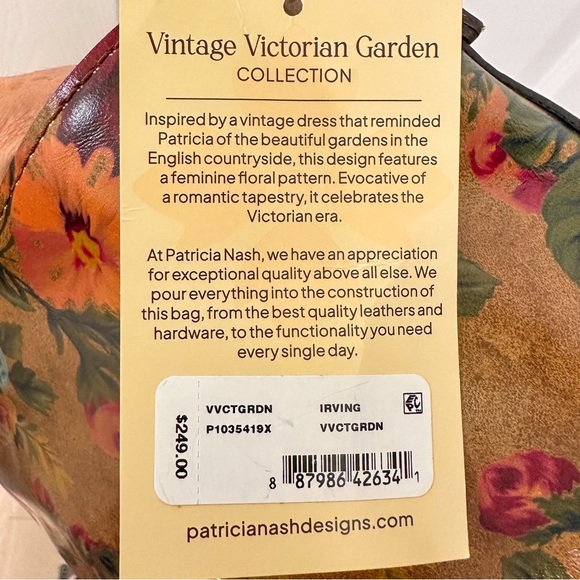 Vintage Victorian Garden
COLLECTION
Inspired by a vintage dress that reminded
Patricia of the beautiful gardens in the
English countryside, this design features
a feminine floral pattern. Evocative of
a romantic tapestry, it celebrates the
Victorian era.
At Patricia Nash, we have an appreciation
for exceptional quality above all else. We
pour everything into the construction of
this bag, from the best quality leathers and
hardware, to the functionality you need
every single day.
$249.00
VVCTGRDN IRVING
P1035419X VVCTGRDN
8 87986 42634 1
patricianashdesigns.com